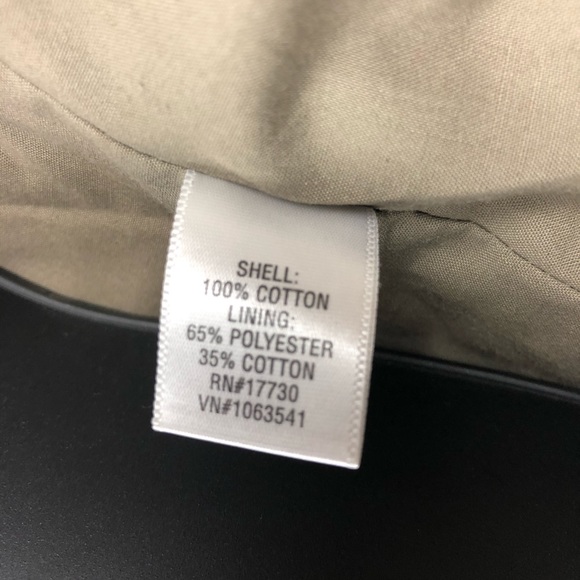 SHELL:
100% COTTON
LINING:
65% POLYESTER
35% COTTON
RN#17730
VN#1063541